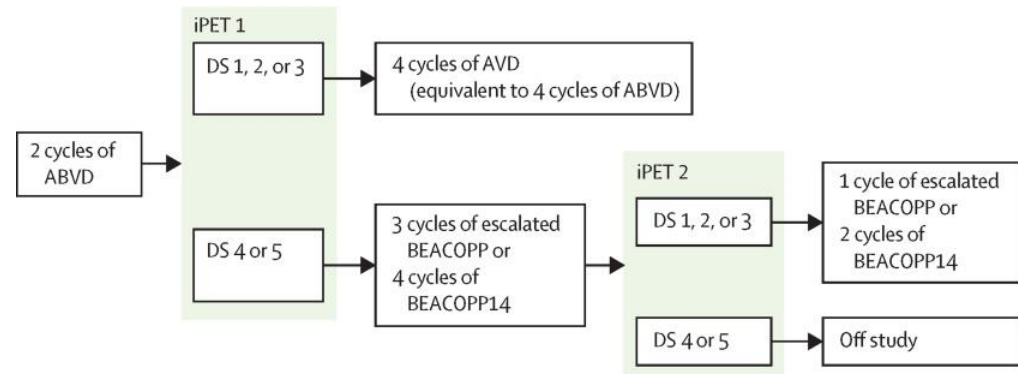 iPET 1
DS 1, 2, or 3
4 cycles of AVD
(equivalent to 4 cycles of ABVD)
2 cycles of
ABVD
DS 4 or 5
3 cycles of escalated
BEACOPP or
4 cycles of
BEACOPP14
iPET 2
DS 1, 2, or 3
1 cycle of escalated
BEACOPP or
2 cycles of
BEACOPP14
DS 4 or 5
Off study